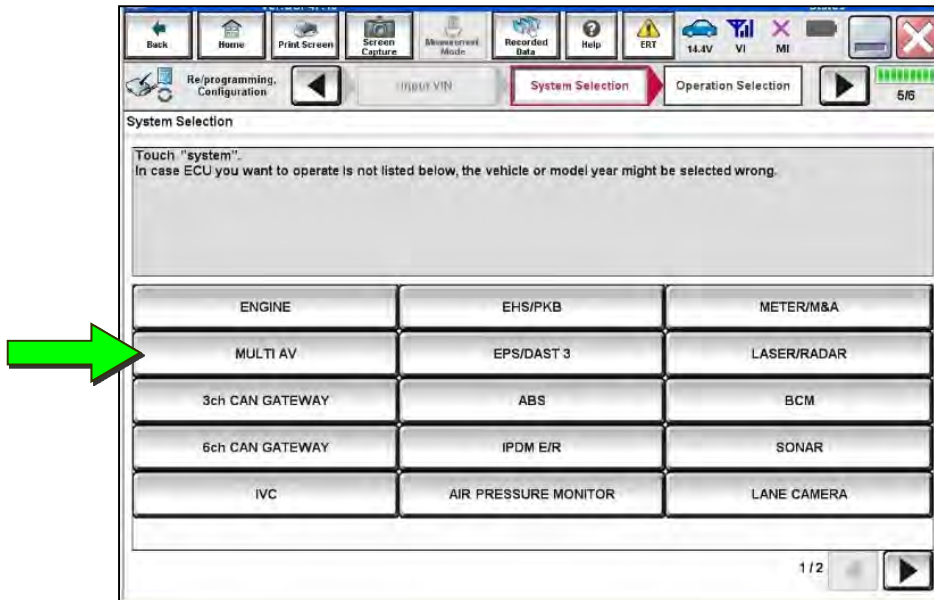 Back
Home
Print Screen
Screen
Capture
Measurement
Mode
Recorded
Data
Help
ERT
14.4V
VI
MI
Re/programming,
Configuration
Input VIN
System Selection
Operation Selection
5/6
System Selection
Touch "system".
In case ECU you want to operate is not listed below, the vehicle or model year might be selected wrong.
ENGINE
EHS/PKB
METER/M&A
MULTI AV
EPS/DAST 3
LASER/RADAR
3ch CAN GATEWAY
ABS
BCM
6ch CAN GATEWAY
IPDM E/R
SONAR
IVC
AIR PRESSURE MONITOR
LANE CAMERA
1/2